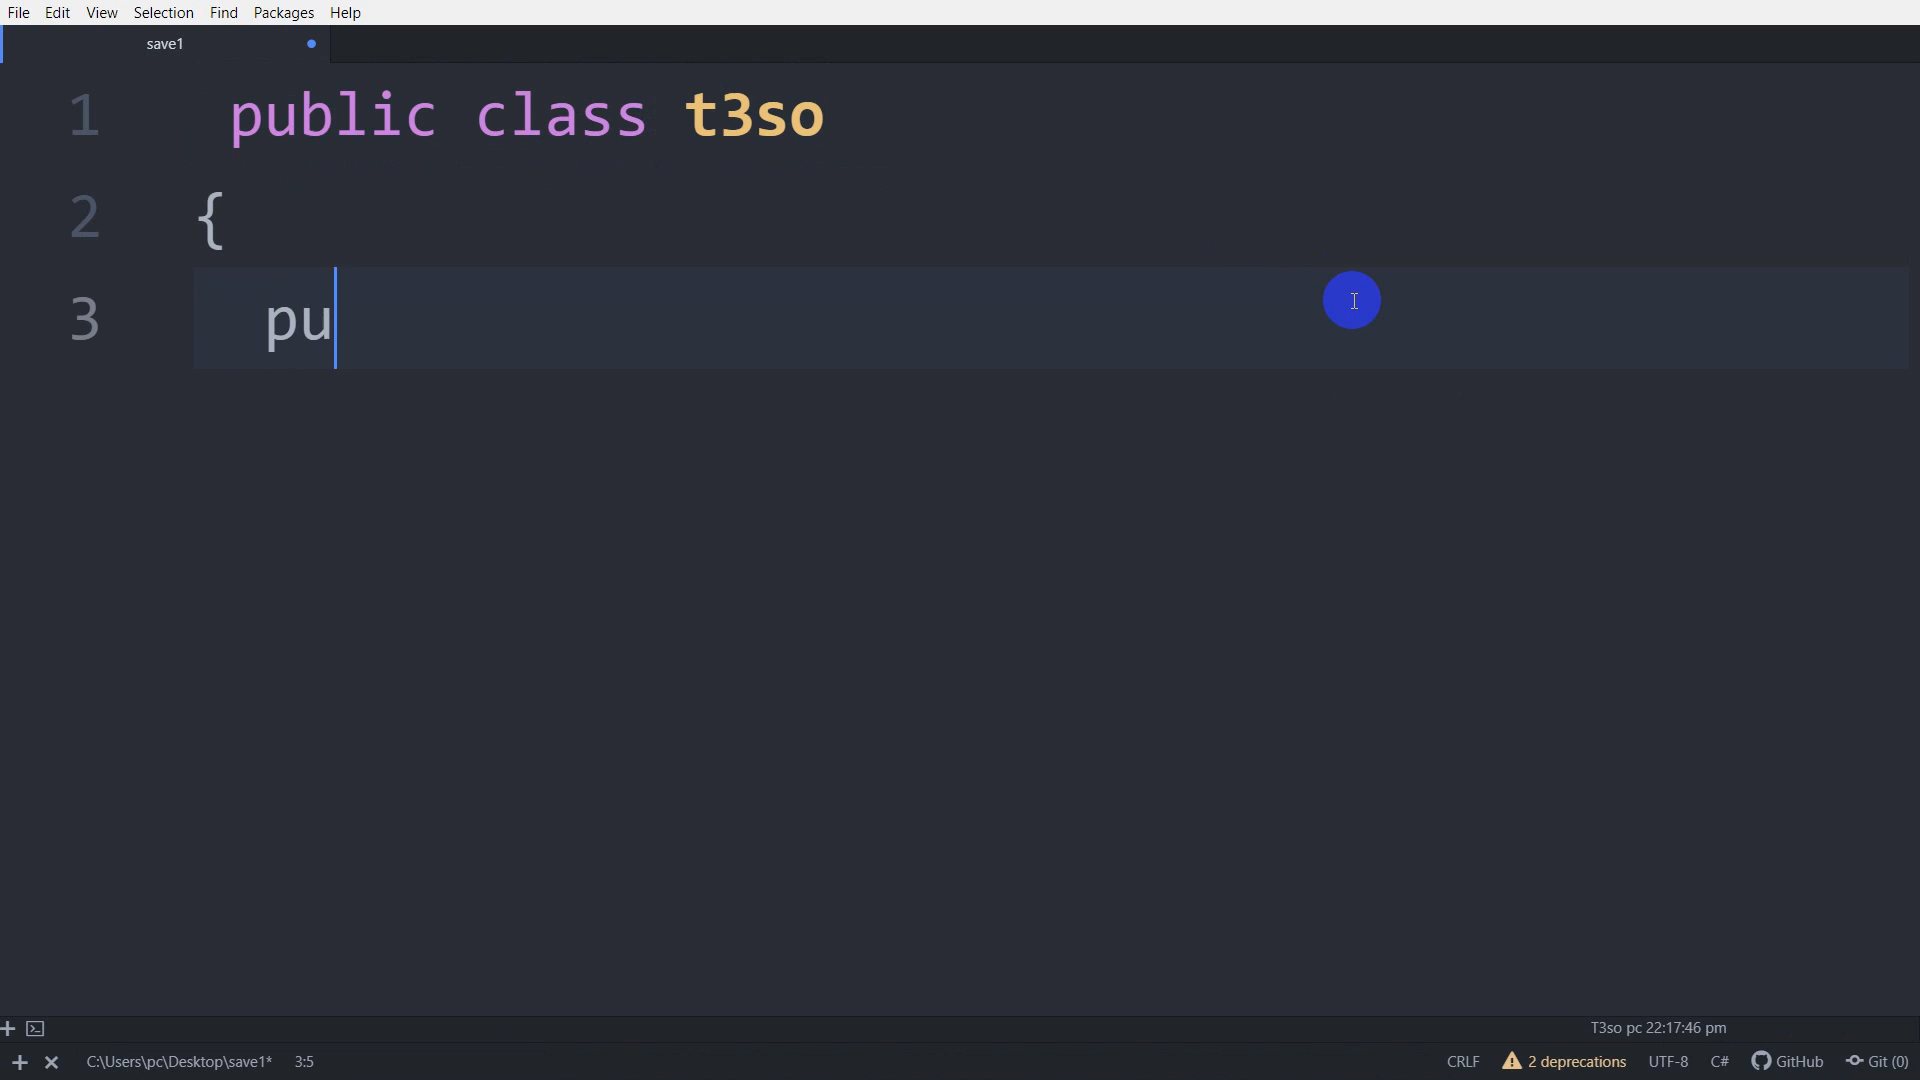 File Edit View Selection Find Packages Help
save1
1 public class t3so
2 {
3 pu
T3so pc 22:17:46 pm
C:\Users\pc\Desktop\save1* 3:5 CRLF 2 deprecations UTF-8 C# GitHub Git (0)